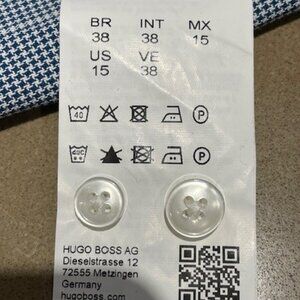 BR INT MX
38 38 15
US VE
15 38
40 P
40C P
HUGO BOSS AG
Dieselstrasse 12
72555 Metzingen
Germany
hugoboss.com